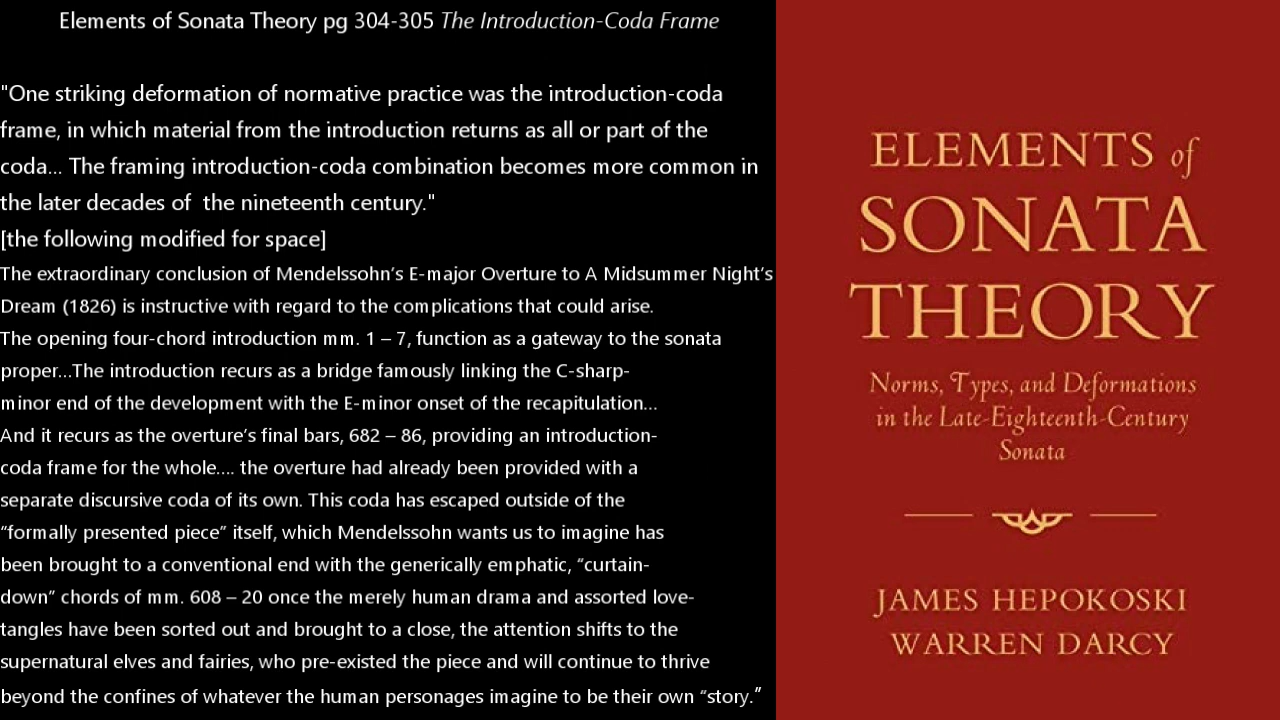 Elements of Sonata Theory pg 304-305 The Introduction-Coda Frame
"One striking deformation of normative practice was the introduction-coda
frame, in which material from the introduction returns as all or part of the
coda... The framing introduction-coda combination becomes more common in
the later decades of  the nineteenth century."
[the following modified for space]
The extraordinary conclusion of Mendelssohn’s E-major Overture to A Midsummer Night’s
Dream (1826) is instructive with regard to the complications that could arise.
The opening four-chord introduction mm. 1 – 7, function as a gateway to the sonata
proper...The introduction recurs as a bridge famously linking the C-sharp-
minor end of the development with the E-minor onset of the recapitulation...
And it recurs as the overture’s final bars, 682 – 86, providing an introduction-
coda frame for the whole.... the overture had already been provided with a
separate discursive coda of its own. This coda has escaped outside of the
“formally presented piece” itself, which Mendelssohn wants us to imagine has
been brought to a conventional end with the generically emphatic, “curtain-
down” chords of mm. 608 – 20 once the merely human drama and assorted love-
tangles have been sorted out and brought to a close, the attention shifts to the
supernatural elves and fairies, who pre-existed the piece and will continue to thrive
beyond the confines of whatever the human personages imagine to be their own “story.”
ELEMENTS of
SONATA
THEORY
Norms, Types, and Deformations
in the Late-Eighteenth-Century
Sonata
JAMES HEPOKOSKI
WARREN DARCY